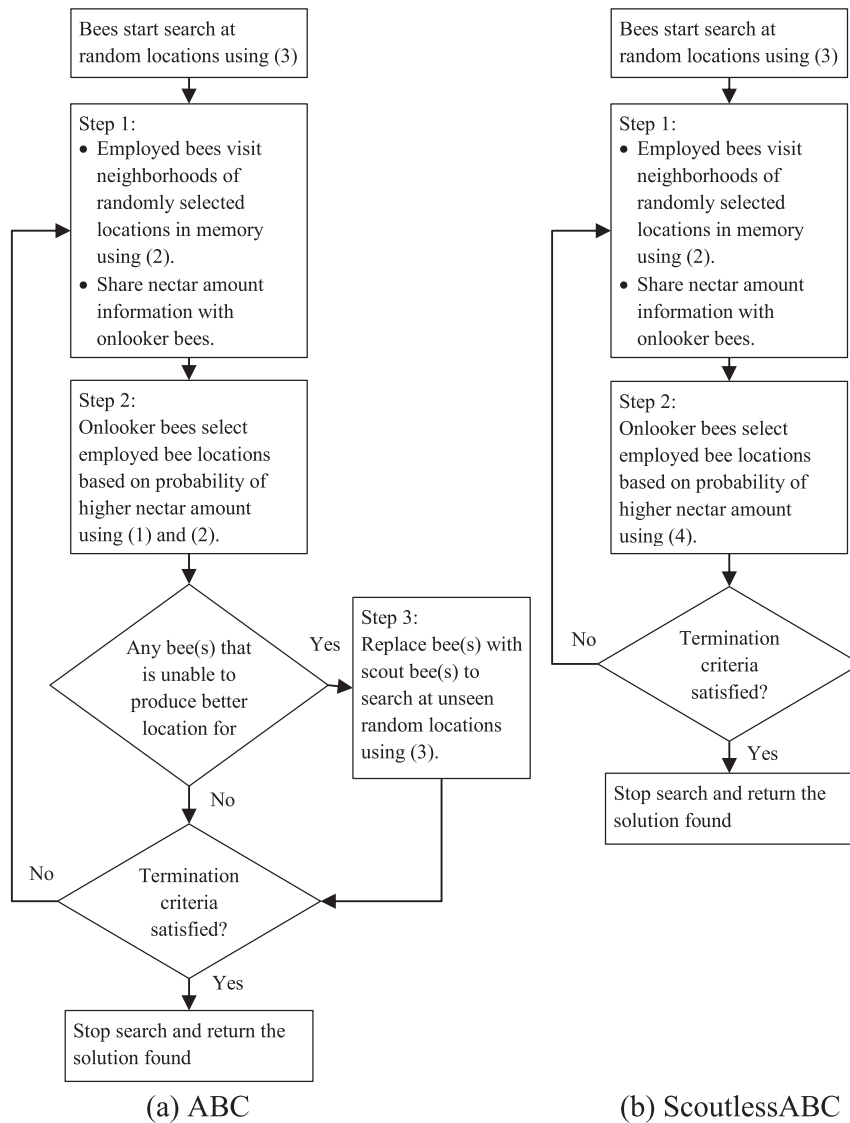 Bees start search at
random locations using (3)
Step 1:
• Employed bees visit
neighborhoods of
randomly selected
locations in memory
using (2).
• Share nectar amount
information with
onlooker bees.
Step 2:
Onlooker bees select
employed bee locations
based on probability of
higher nectar amount
using (1) and (2).
Any bee(s) that
is unable to
produce better
location for
Yes
Step 3:
Replace bee(s) with
scout bee(s) to
search at unseen
random locations
using (3).
No
Termination
criteria
satisfied?
No
Yes
Stop search and return the
solution found
(a) ABC
Bees start search at
random locations using (3)
Step 1:
• Employed bees visit
neighborhoods of
randomly selected
locations in memory
using (2).
• Share nectar amount
information with
onlooker bees.
Step 2:
Onlooker bees select
employed bee locations
based on probability of
higher nectar amount
using (4).
No
Termination
criteria
satisfied?
Yes
Stop search and return the
solution found
(b) ScoutlessABC